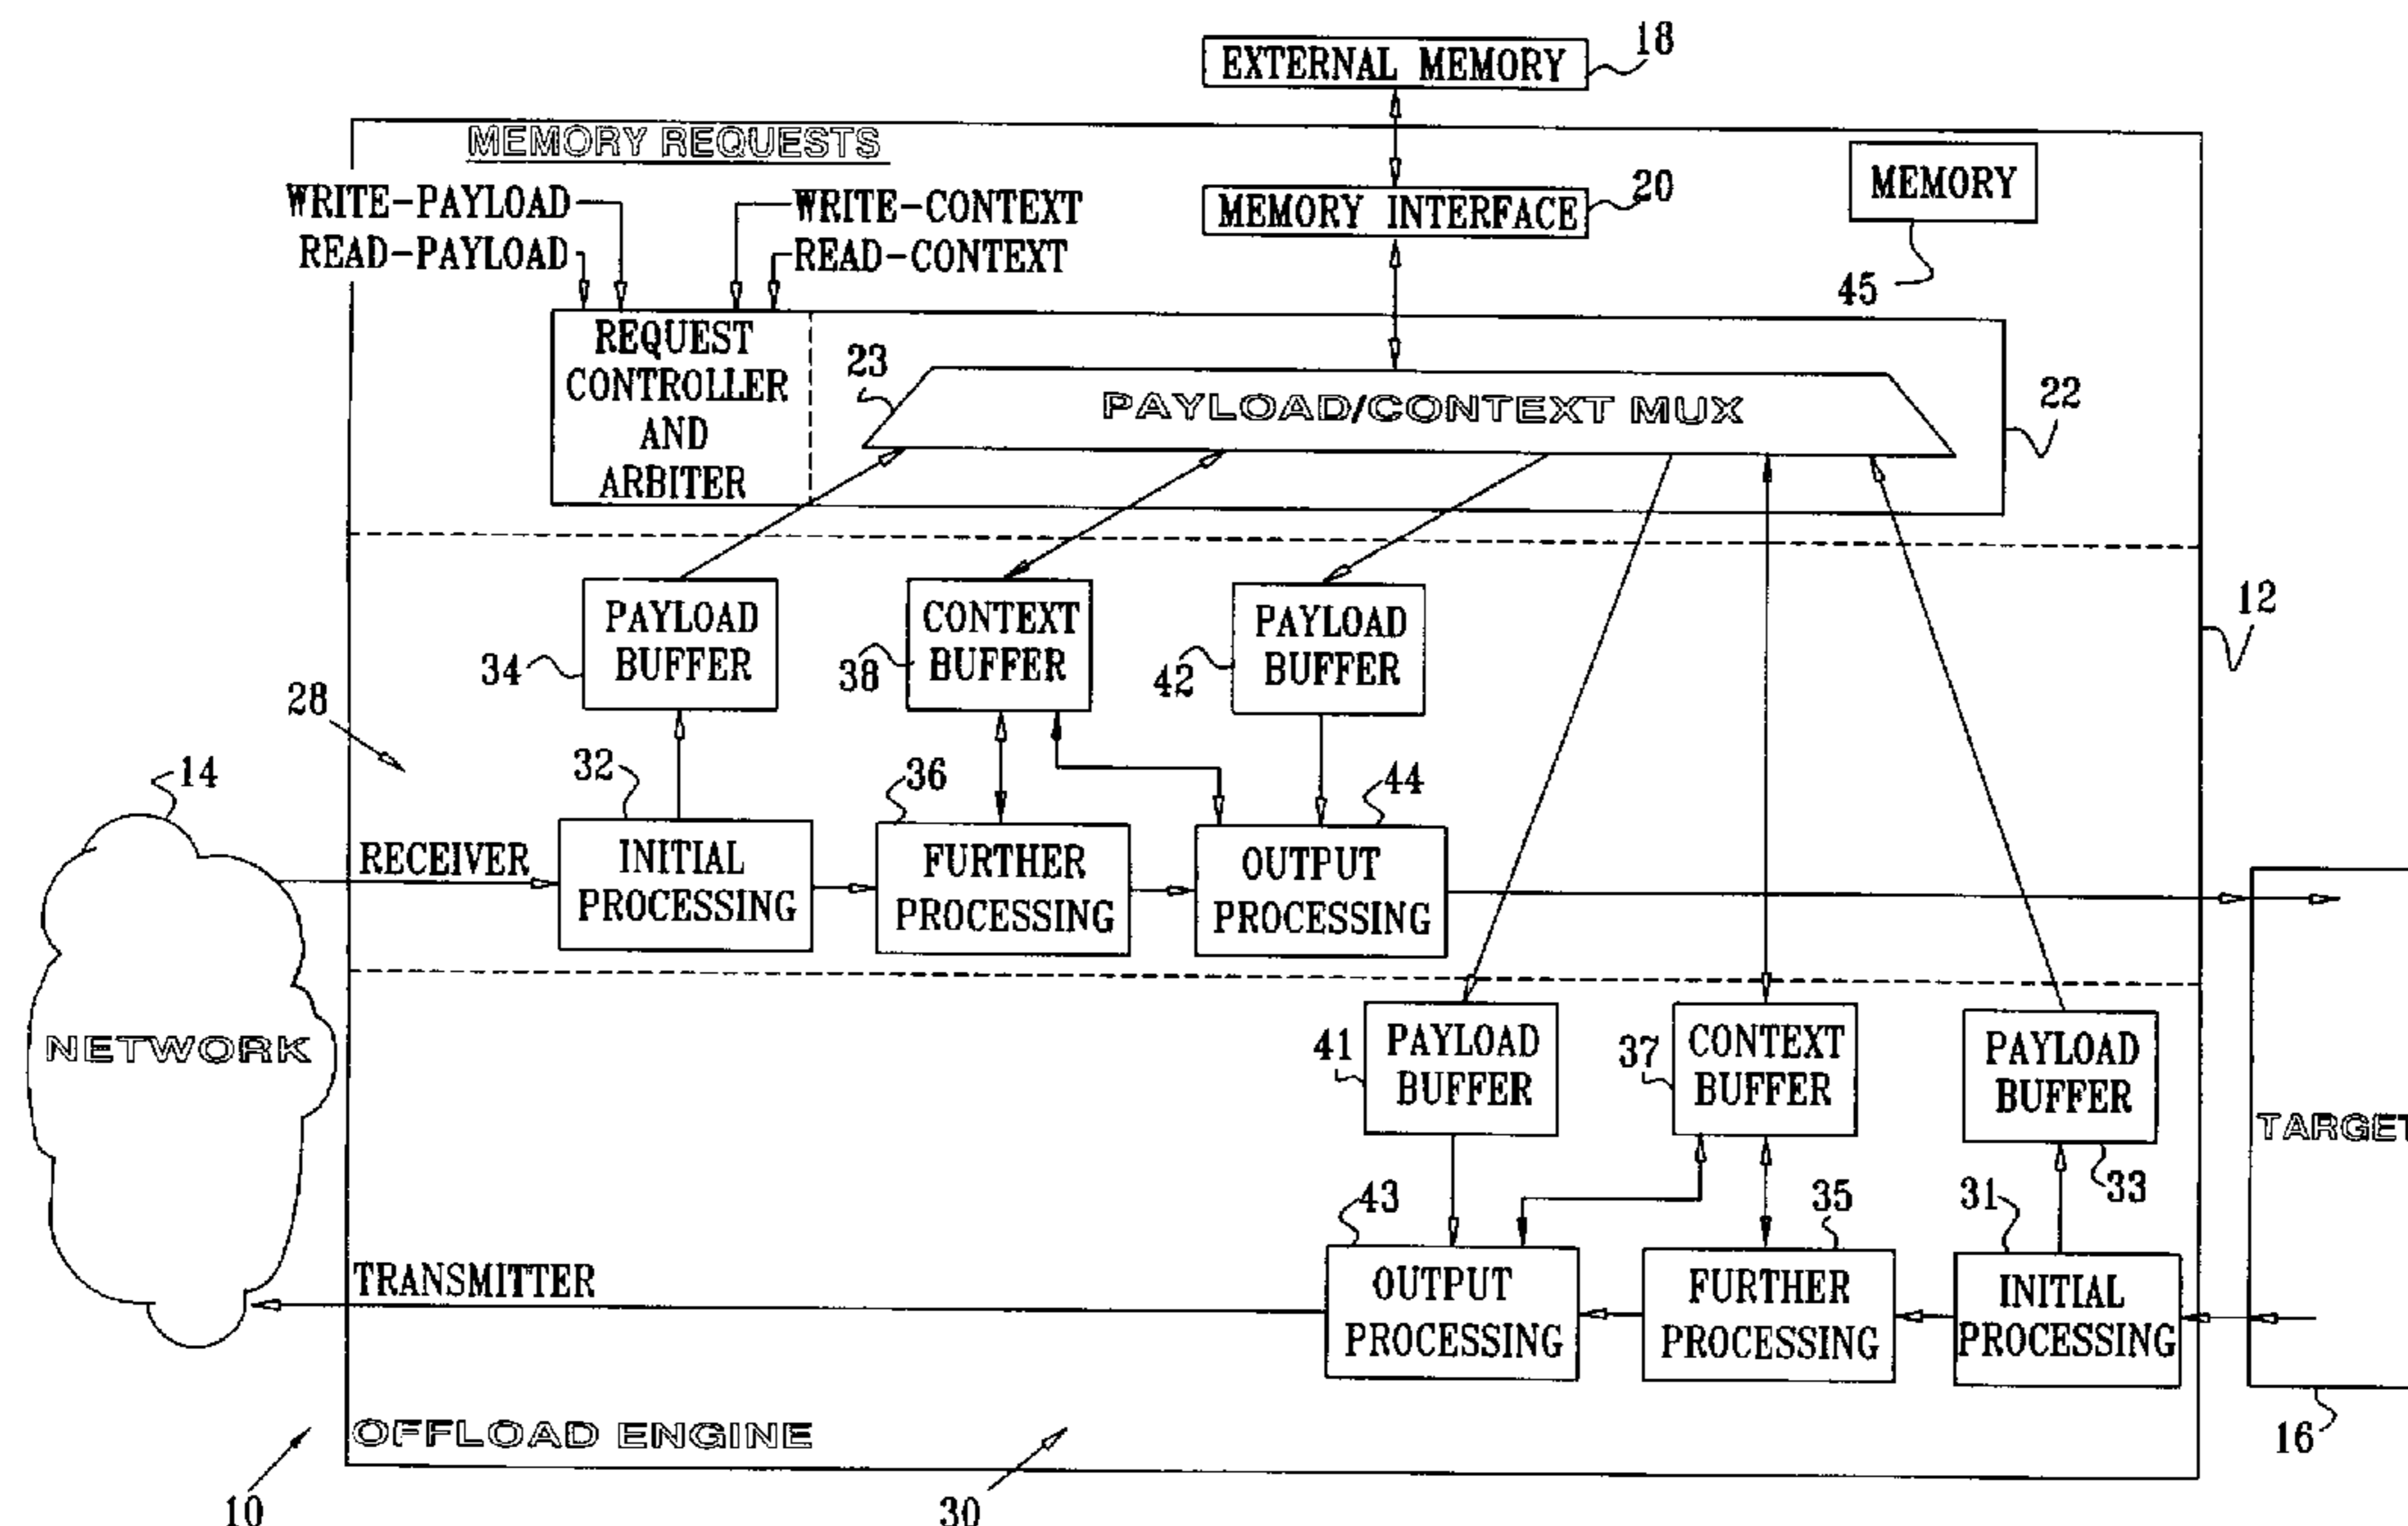 EXTERNAL MEMORY
18
MEMORY REQUESTS
WRITE-PAYLOAD
READ-PAYLOAD
WRITE-CONTEXT
READ-CONTEXT
MEMORY INTERFACE
20
MEMORY
45
REQUEST
CONTROLLER
AND
ARBITER
23
PAYLOAD/CONTEXT MUX
22
12
28
34
PAYLOAD
BUFFER
38
CONTEXT
BUFFER
42
PAYLOAD
BUFFER
14
NETWORK
RECEIVER
32
INITIAL
PROCESSING
36
FURTHER
PROCESSING
44
OUTPUT
PROCESSING
41
PAYLOAD
BUFFER
37
CONTEXT
BUFFER
PAYLOAD
BUFFER
33
TARGET
16
TRANSMITTER
43
OUTPUT
PROCESSING
35
FURTHER
PROCESSING
31
INITIAL
PROCESSING
OFFLOAD ENGINE
10
30